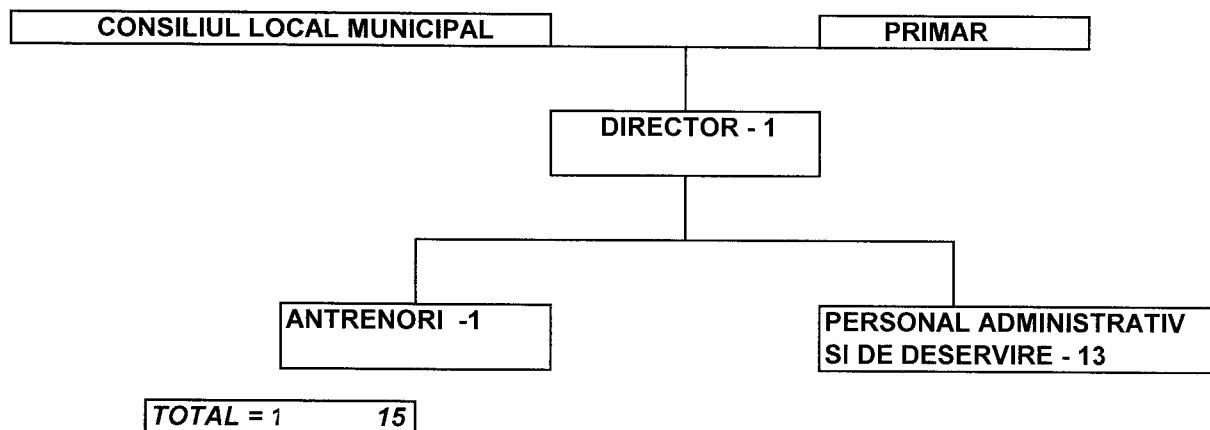 CONSILIUL LOCAL MUNICIPAL
PRIMAR
DIRECTOR - 1
ANTRENORI -1
PERSONAL ADMINISTRATIV
SI DE DESERVIRE - 13
TOTAL = 1 15